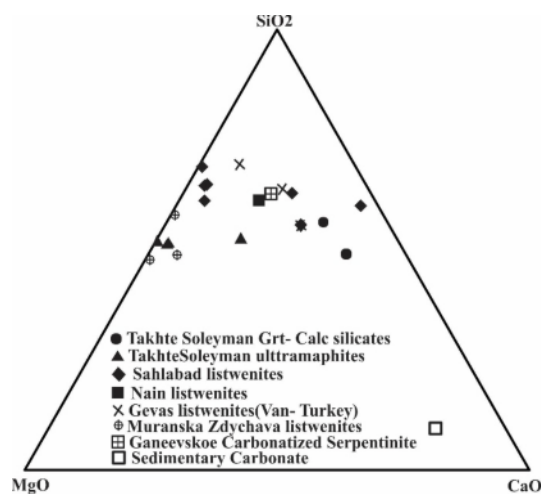 SiO2
Takhte Soleyman Grt- Calc silicates
TakhteSoleyman ulttramaphites
Sahlabad listwenites
Nain listwenites
Gevas listwenites(Van- Turkey)
Muranska Zdychava listwenites
Ganeevskoe Carbonatized Serpentinite
Sedimentary Carbonate
MgO
CaO